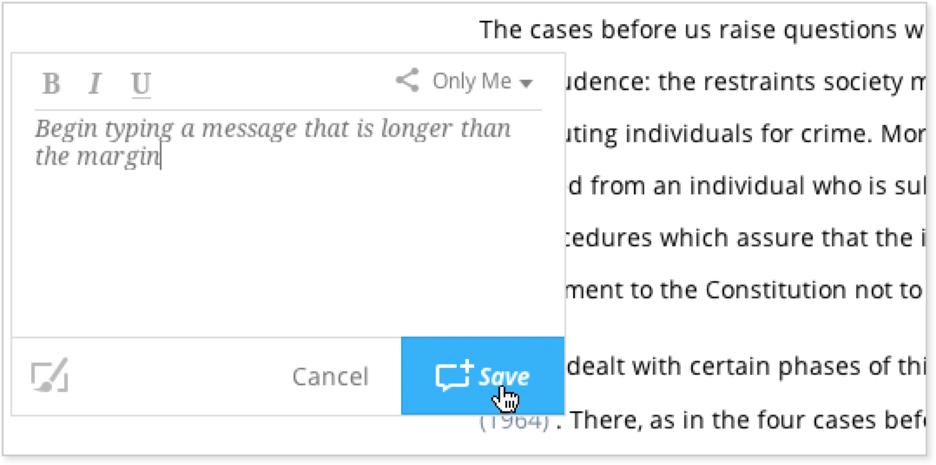 The cases before us raise questions w
B I U
Only Me
Begin typing a message that is longer than
the margin
udence: the restraints society m
uting individuals for crime. Mor
d from an individual who is sul
cedures which assure that the i
ment to the Constitution not to
Cancel
Save
dealt with certain phases of thi
(1964) . There, as in the four cases befo